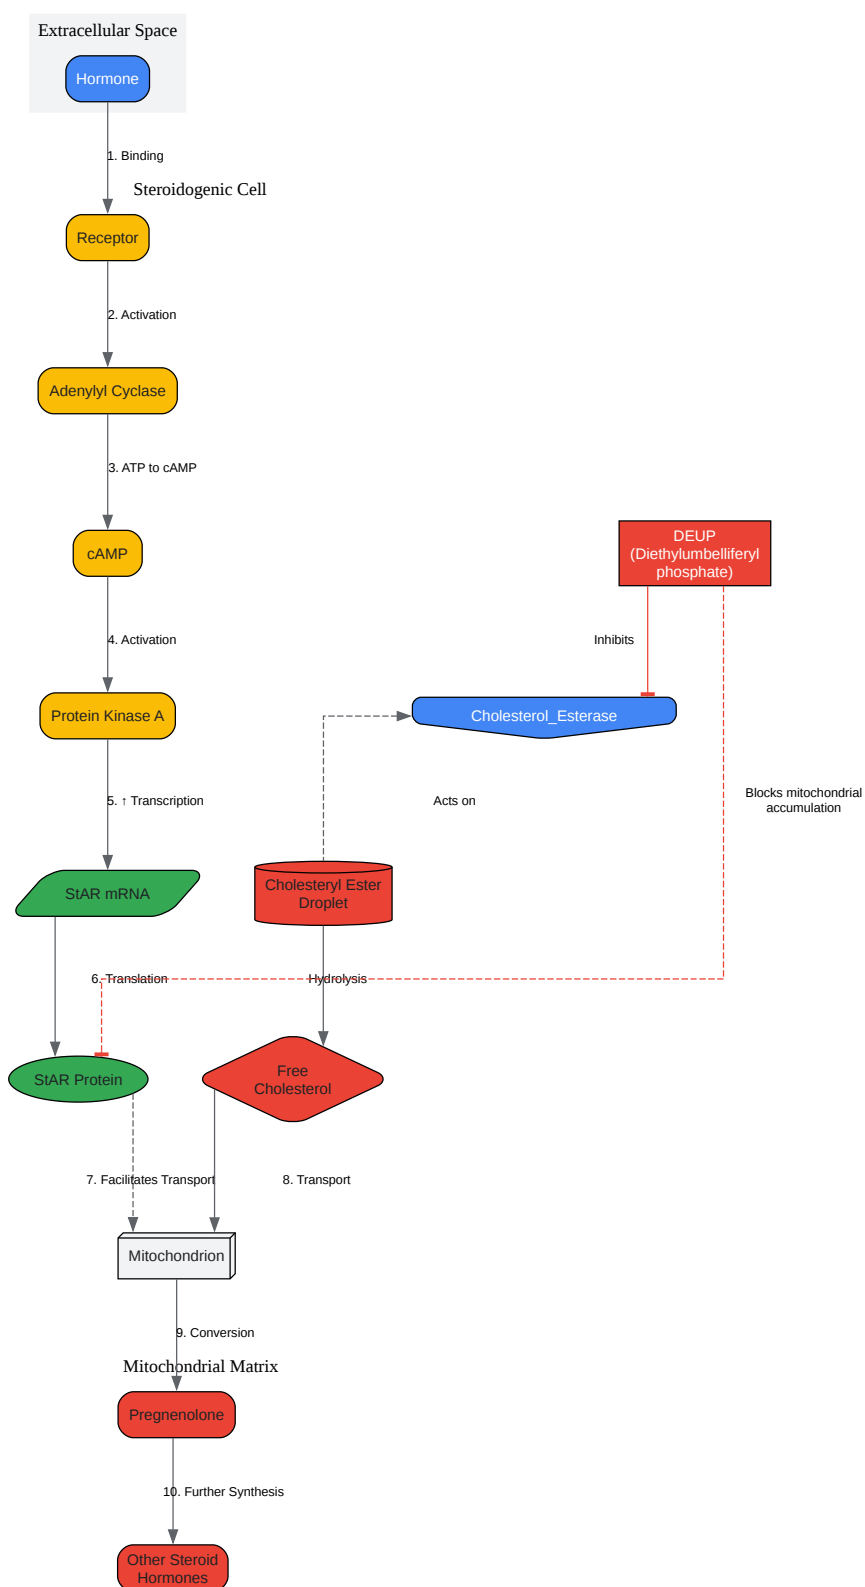 Extracellular Space
Hormone
1. Binding
Steroidogenic Cell
Receptor
2. Activation
Adenylyl Cyclase
3. ATP to cAMP
cAMP
DEUP
(Diethylumbelliferyl
phosphate)
4. Activation
Inhibits
Protein Kinase A
Cholesterol_Esterase
5. ↑ Transcription
Acts on
Blocks mitochondrial
accumulation
StAR mRNA
Cholesteryl Ester
Droplet
6. Translation
Hydrolysis
StAR Protein
Free
Cholesterol
7. Facilitates Transport
8. Transport
Mitochondrion
9. Conversion
Mitochondrial Matrix
Pregnenolone
10. Further Synthesis
Other Steroid
Hormones